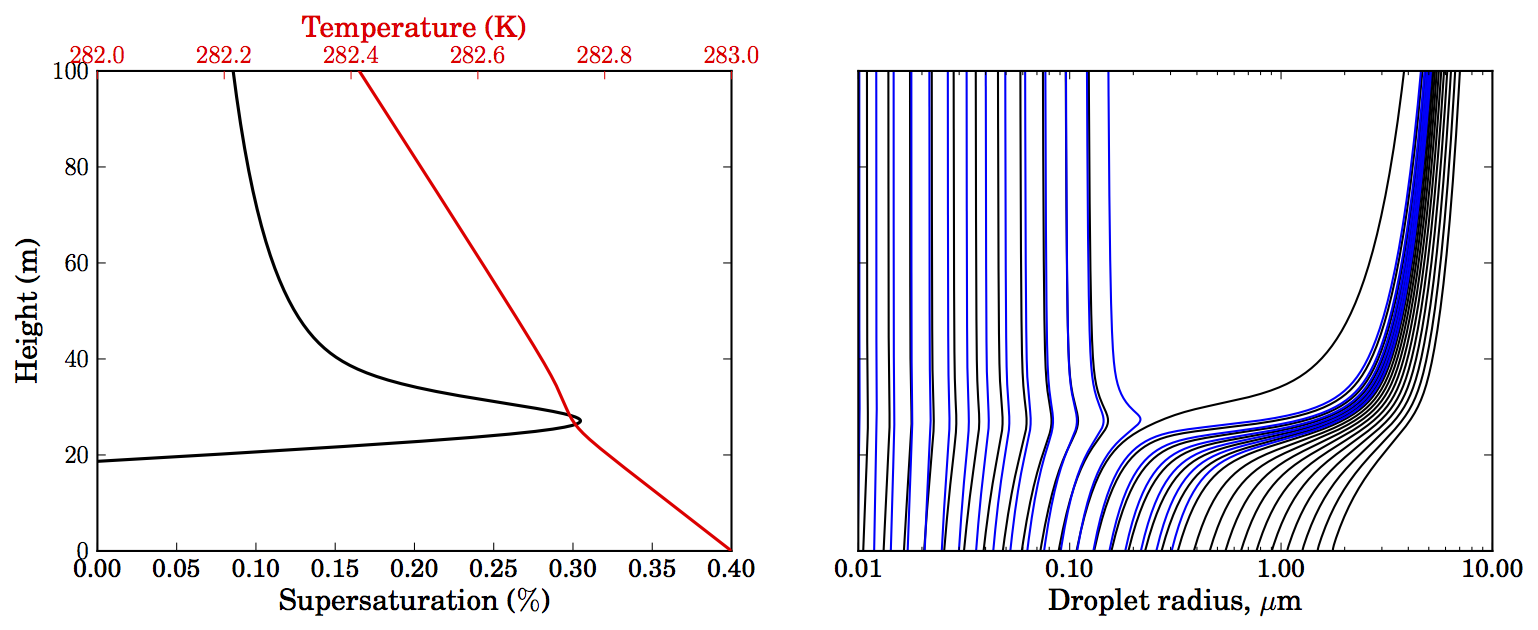 Temperature (K)
282.0 282.2 282.4 282.6 282.8 283.0
100
80
60
40
20
0
Height (m)
0.00 0.05 0.10 0.15 0.20 0.25 0.30 0.35 0.40
Supersaturation (%)
0.01 0.10 1.00 10.00
Droplet radius, μm